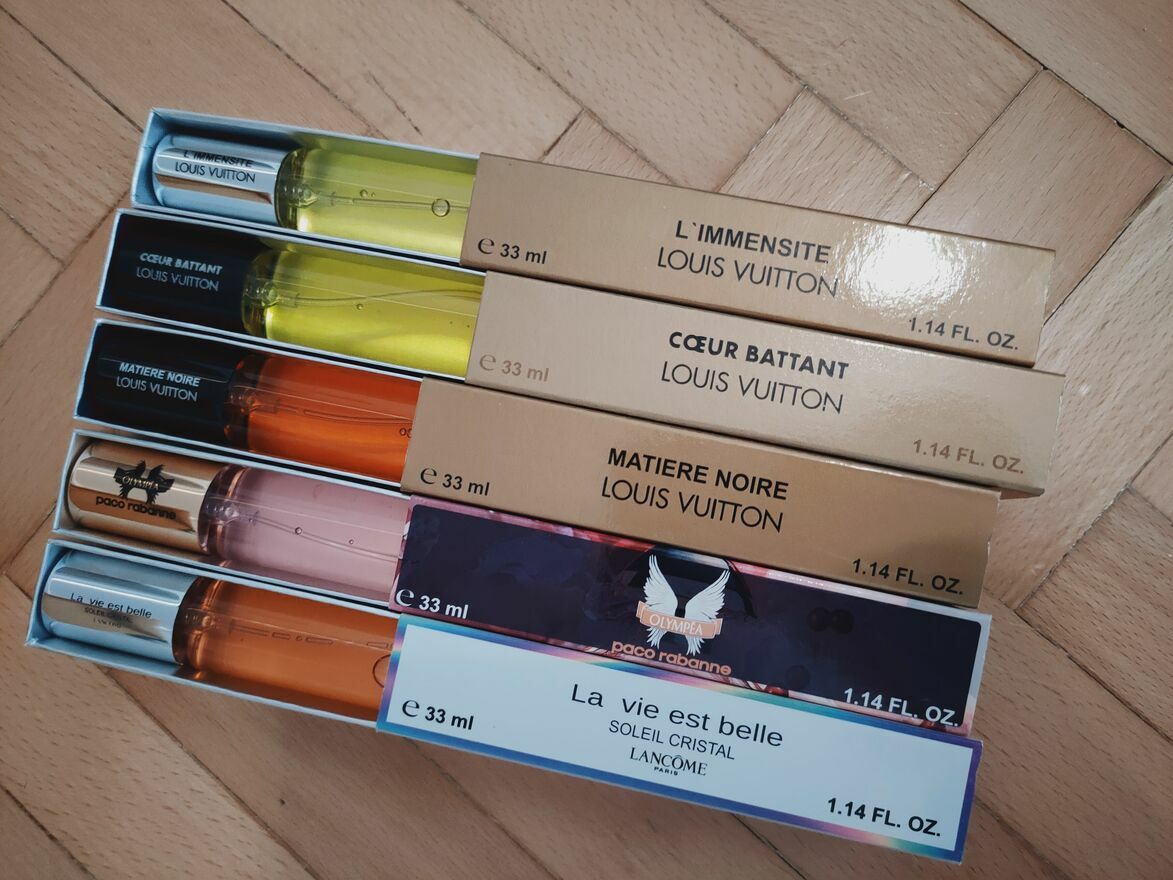 L'IMMENSITE
LOUIS VUITTON
℮ 33 ml
L`IMMENSITE
LOUIS VUITTON
1.14 FL. OZ.
CŒUR BATTANT
LOUIS VUITTON
℮ 33 ml
CŒUR BATTANT
LOUIS VUITTON
1.14 FL. OZ.
MATIERE NOIRE
LOUIS VUITTON
℮ 33 ml
MATIERE NOIRE
LOUIS VUITTON
1.14 FL. OZ.
OLYMPÉA
paco rabanne
℮ 33 ml
OLYMPÉA
paco rabanne
1.14 FL. OZ.
La vie est belle
SOLEIL CRISTAL
℮ 33 ml
La vie est belle
SOLEIL CRISTAL
LANCÔME
PARIS
1.14 FL. OZ.